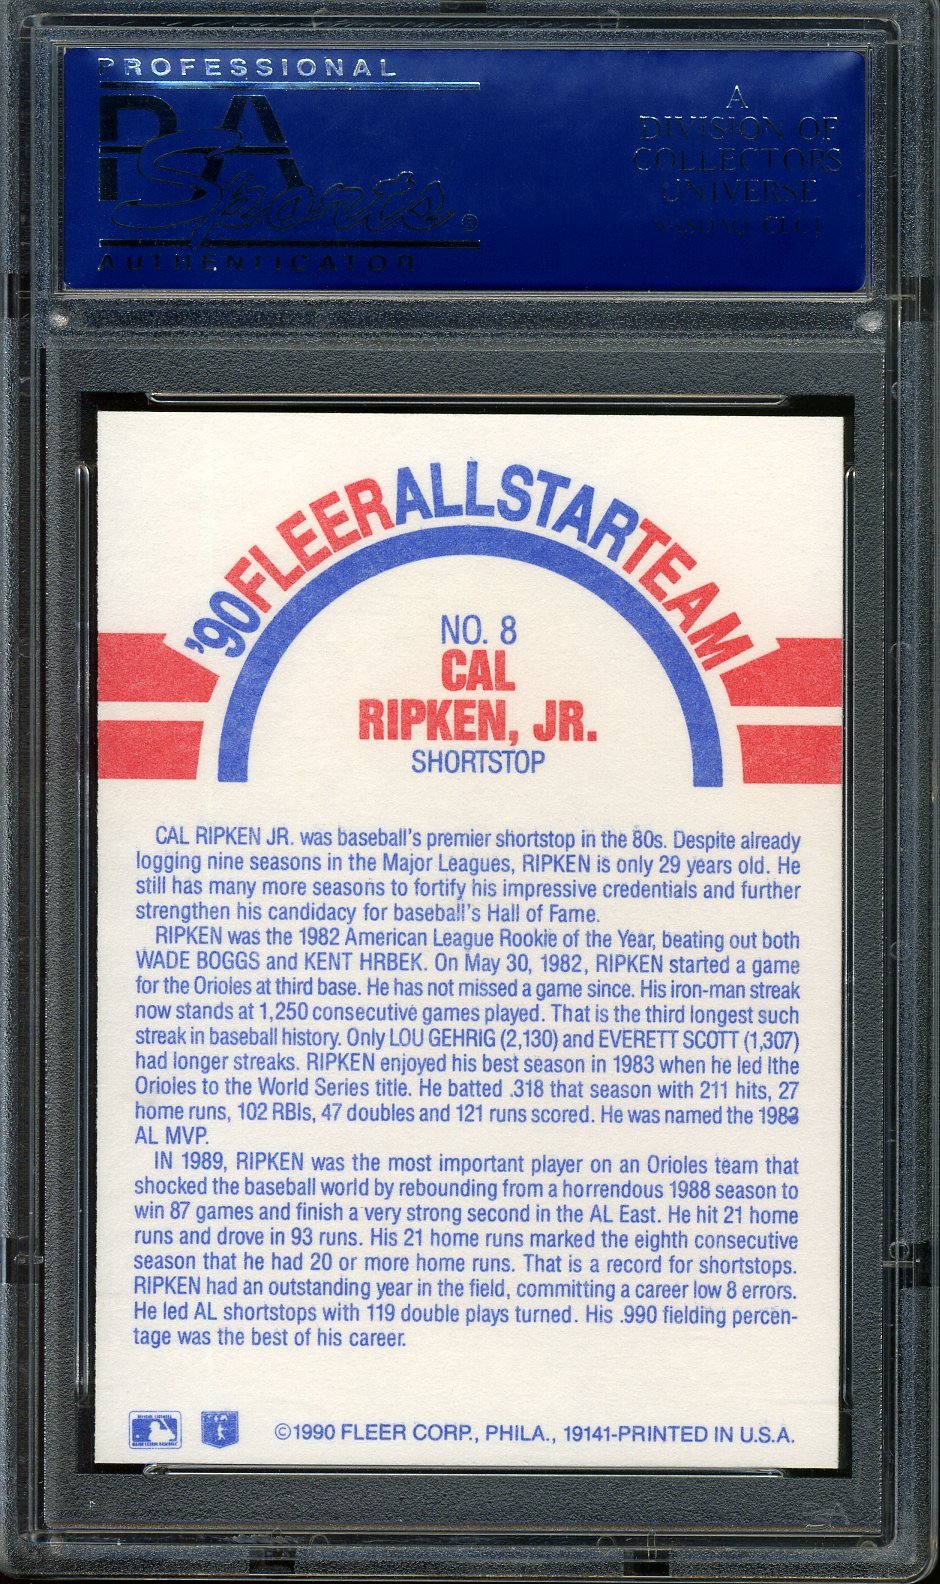 PROFESSIONAL
PSA
Sports®
AUTHENTICATOR
A
DIVISION OF
COLLECTORS
UNIVERSE
NASDAQ: CLCT
'90 FLEER ALL STAR TEAM
NO. 8
CAL
RIPKEN, JR.
SHORTSTOP
CAL RIPKEN JR. was baseball's premier shortstop in the 80s. Despite already
logging nine seasons in the Major Leagues, RIPKEN is only 29 years old. He
still has many more seasons to fortify his impressive credentials and further
strengthen his candidacy for baseball's Hall of Fame.
RIPKEN was the 1982 American League Rookie of the Year, beating out both
WADE BOGGS and KENT HRBEK. On May 30, 1982, RIPKEN started a game
for the Orioles at third base. He has not missed a game since. His iron-man streak
now stands at 1,250 consecutive games played. That is the third longest such
streak in baseball history. Only LOU GEHRIG (2,130) and EVERETT SCOTT (1,307)
had longer streaks. RIPKEN enjoyed his best season in 1983 when he led lthe
Orioles to the World Series title. He batted .318 that season with 211 hits, 27
home runs, 102 RBIs, 47 doubles and 121 runs scored. He was named the 1983
AL MVP.
IN 1989, RIPKEN was the most important player on an Orioles team that
shocked the baseball world by rebounding from a horrendous 1988 season to
win 87 games and finish a very strong second in the AL East. He hit 21 home
runs and drove in 93 runs. His 21 home runs marked the eighth consecutive
season that he had 20 or more home runs. That is a record for shortstops.
RIPKEN had an outstanding year in the field, committing a career low 8 errors.
He led AL shortstops with 119 double plays turned. His .990 fielding percen-
tage was the best of his career.
©1990 FLEER CORP., PHILA., 19141-PRINTED IN U.S.A.